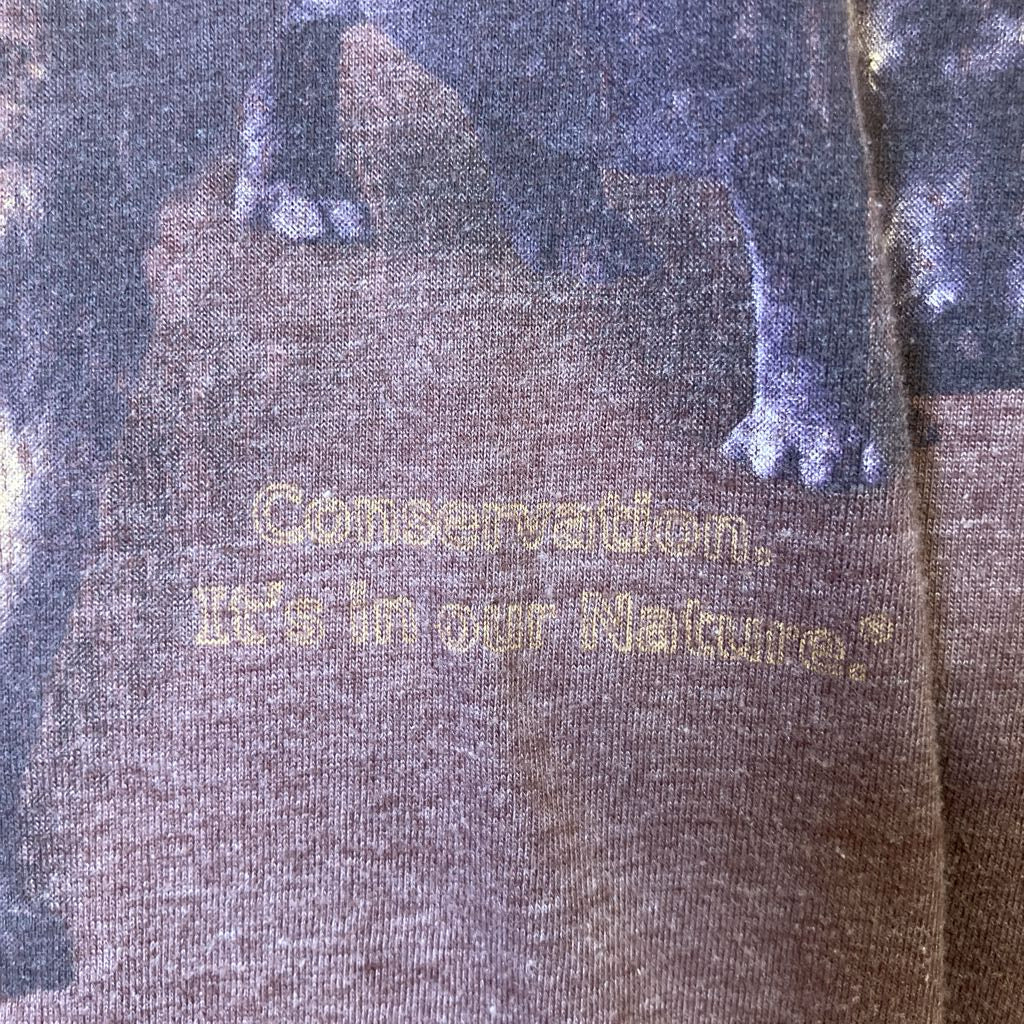 Conservation.
It's in our Nature.®